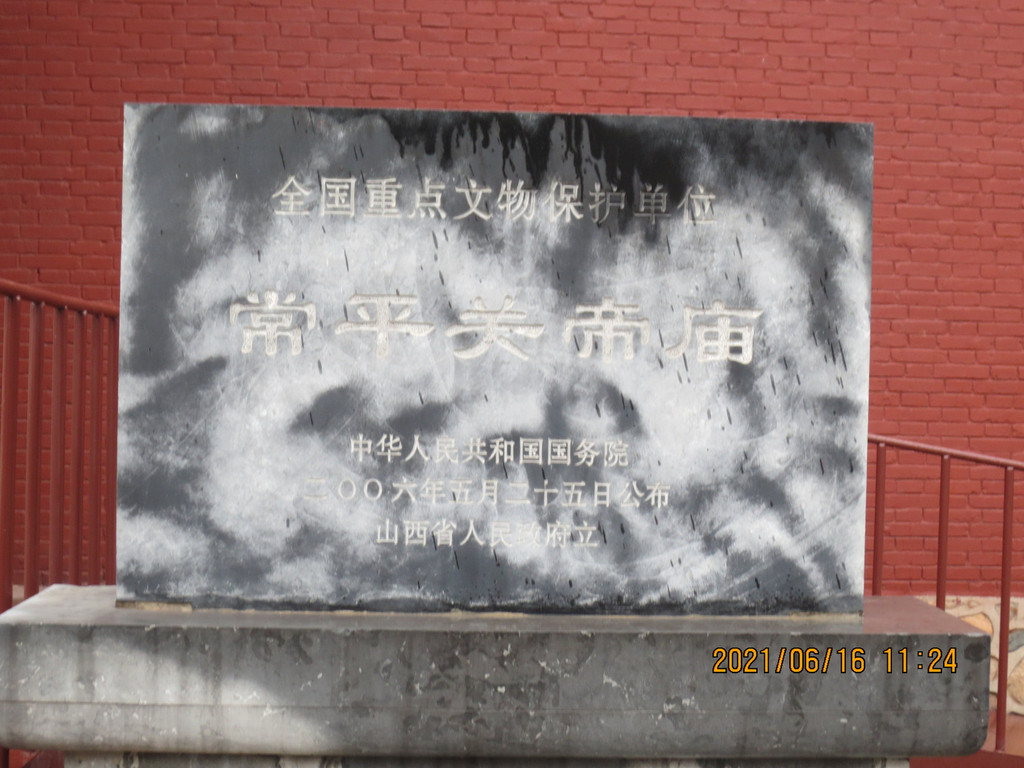 全国重点文物保护单位
常平关帝庙
中华人民共和国国务院
二〇〇六年五月二十五日公布
山西省人民政府立
2021/06/16 11:24